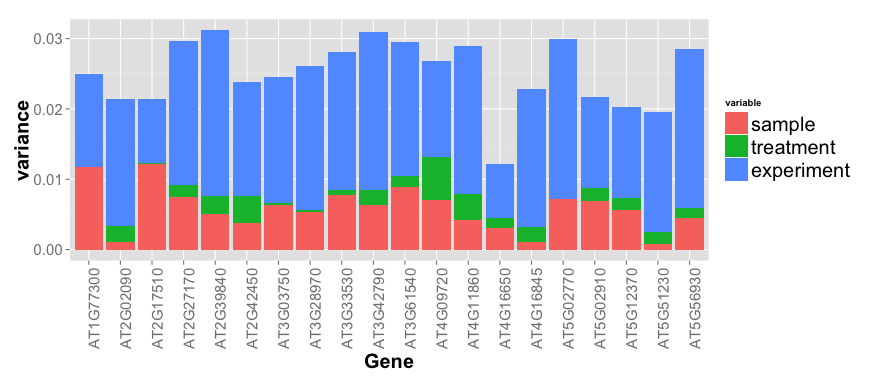 variance
0.03
0.02
0.01
0.00
AT1G77300
AT2G02090
AT2G17510
AT2G27170
AT2G39840
AT2G42450
AT3G03750
AT3G28970
AT3G33530
AT3G42790
AT3G61540
AT4G09720
AT4G11860
AT4G16650
AT4G16845
AT5G02770
AT5G02910
AT5G12370
AT5G51230
AT5G56930
Gene
variable
sample
treatment
experiment